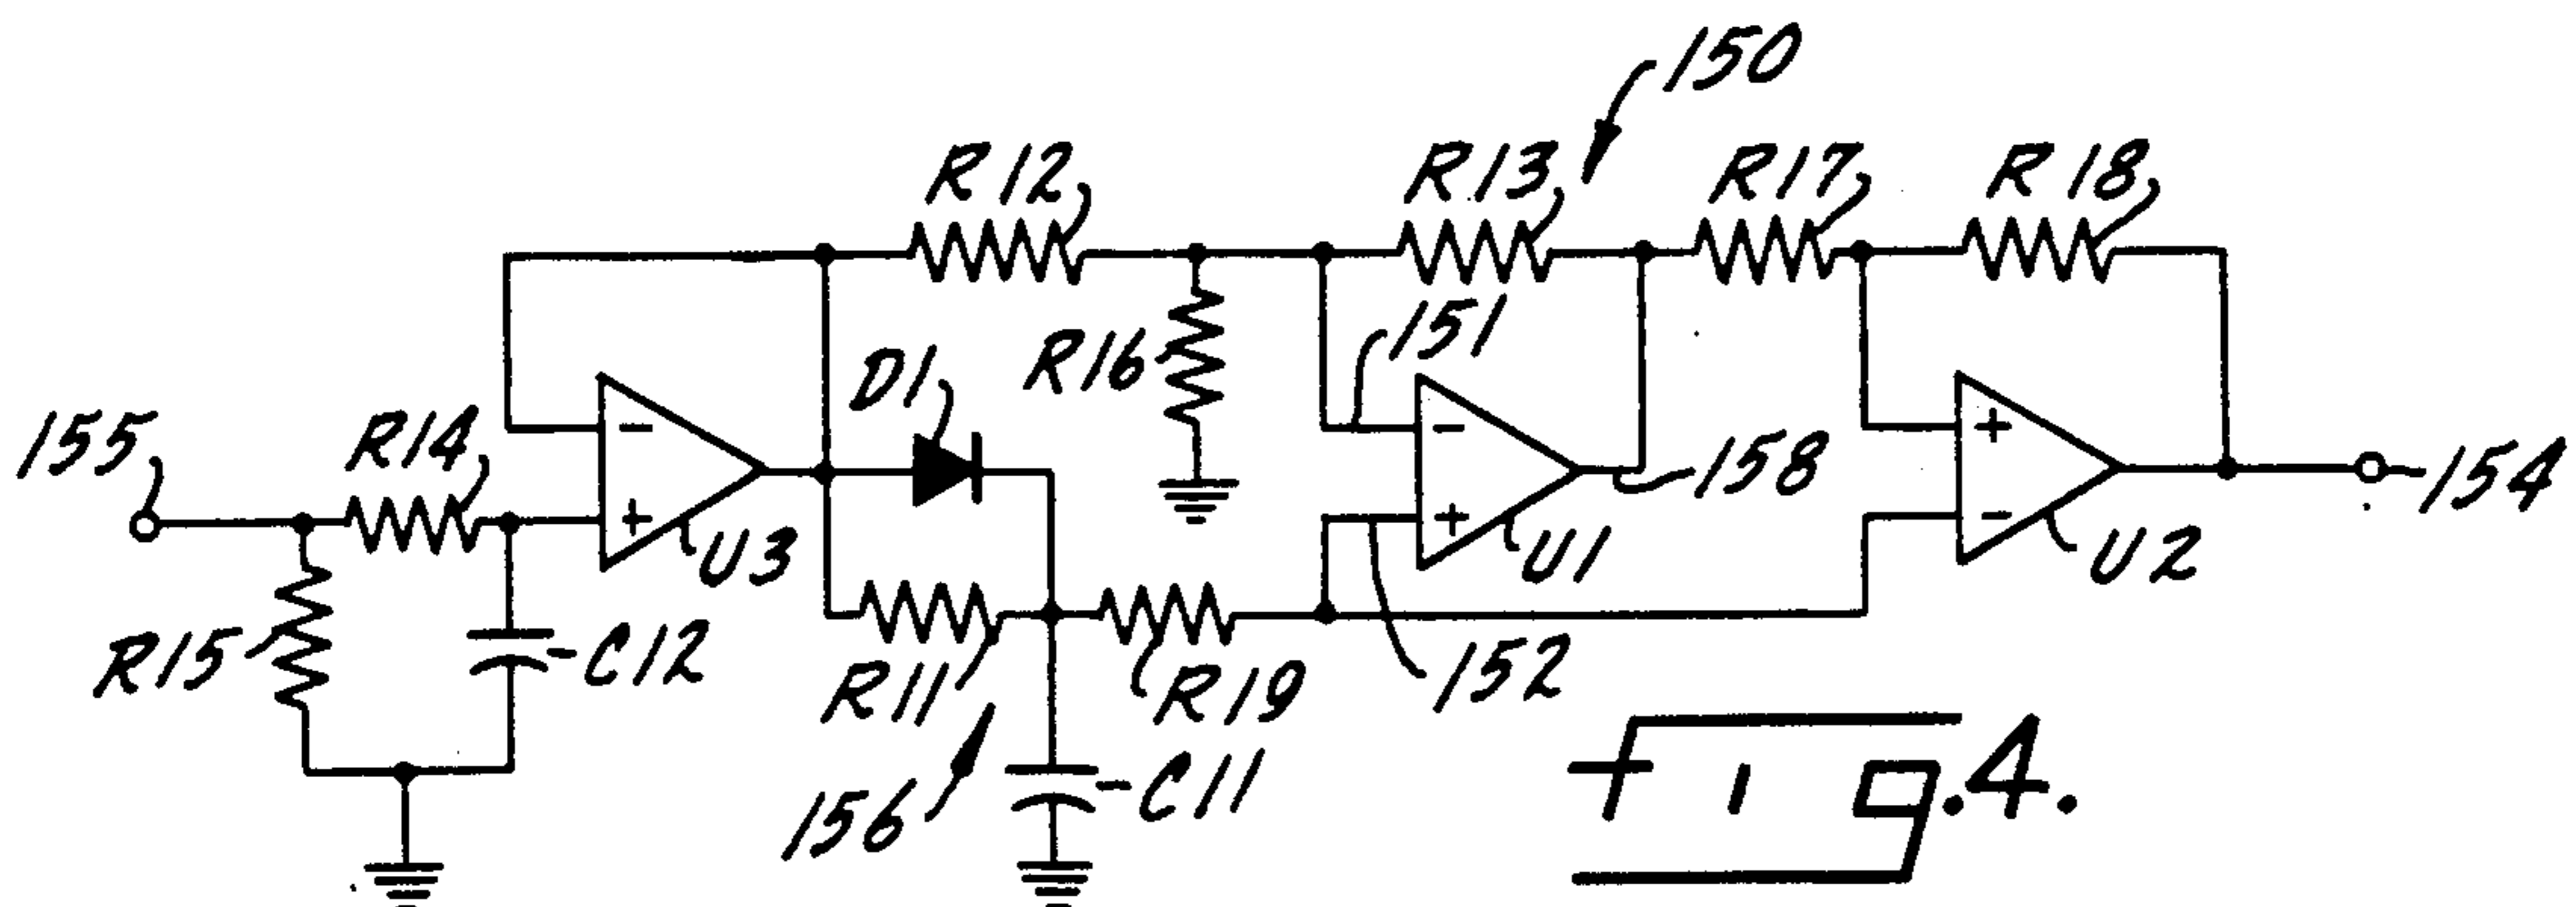 150
R12
R13
R17
R18
151
R16
D1
155
R14
-
-
+
158
154
+
+
-
U3
U1
U2
R15
C12
R11
R19
152
156
C11
Fig.4.